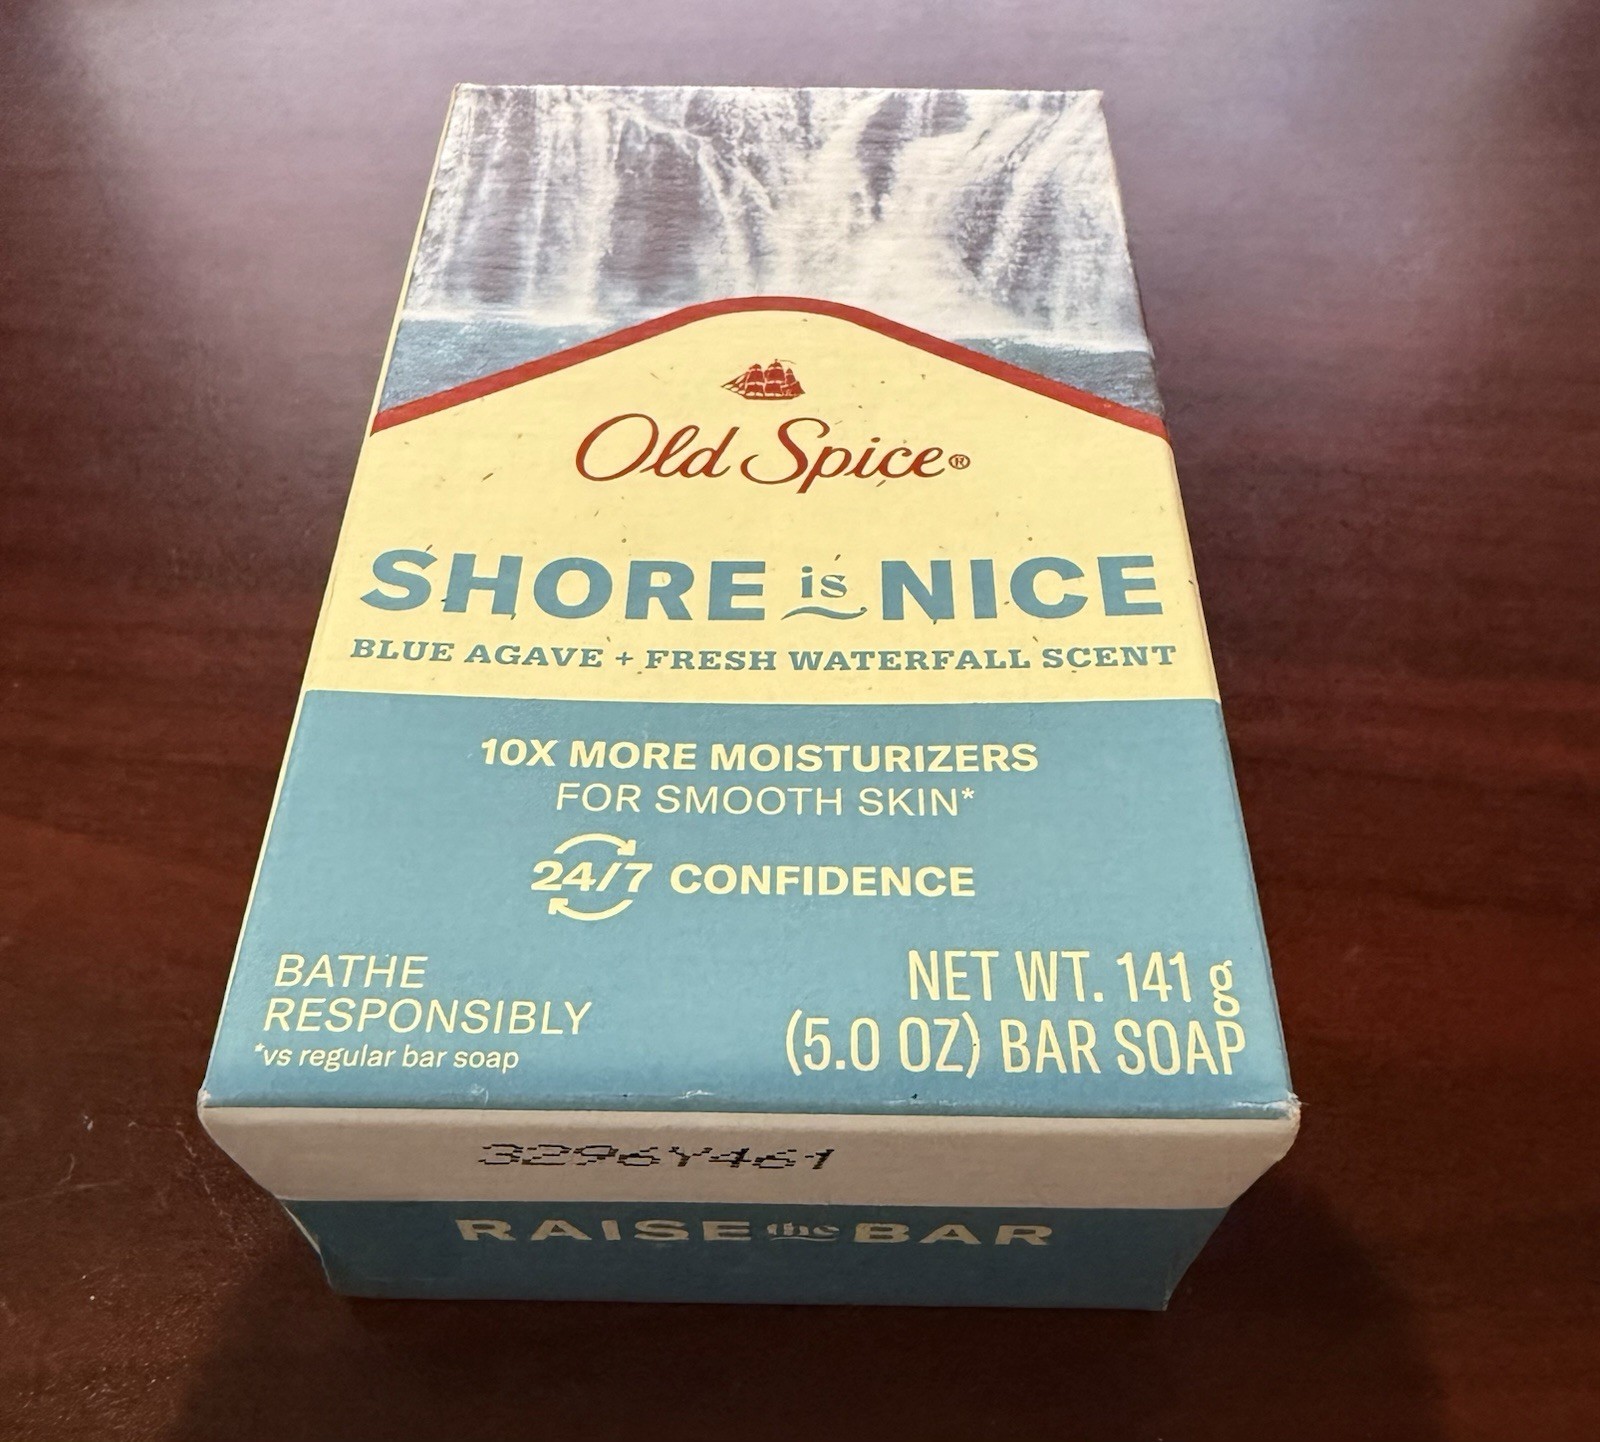 Old Spice®
SHORE is NICE
BLUE AGAVE + FRESH WATERFALL SCENT
10X MORE MOISTURIZERS
FOR SMOOTH SKIN*
24/7 CONFIDENCE
BATHE
RESPONSIBLY
*vs regular bar soap
NET WT. 141 g
(5.0 OZ) BAR SOAP
3296Y461
RAISE the BAR